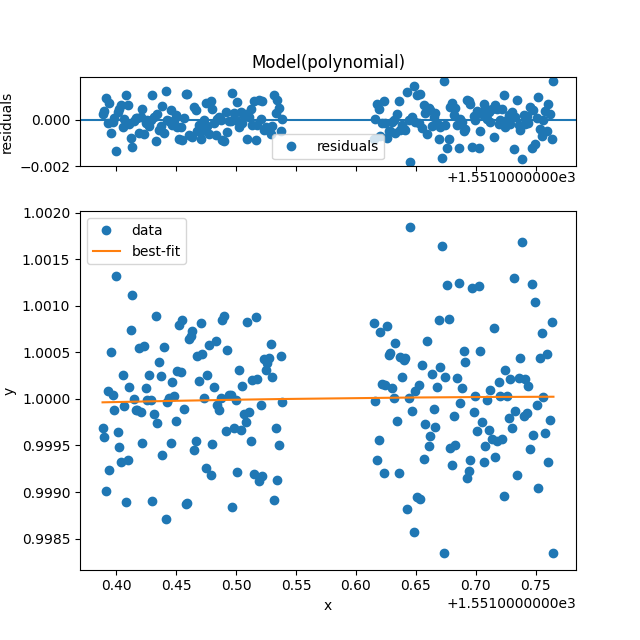 Model(polynomial)
residuals
0.000
−0.002
residuals
+1.5510000000e3
1.0020
1.0015
1.0010
1.0005
1.0000
0.9995
0.9990
0.9985
y
data
best-fit
0.40 0.45 0.50 0.55 0.60 0.65 0.70 0.75
x
+1.5510000000e3